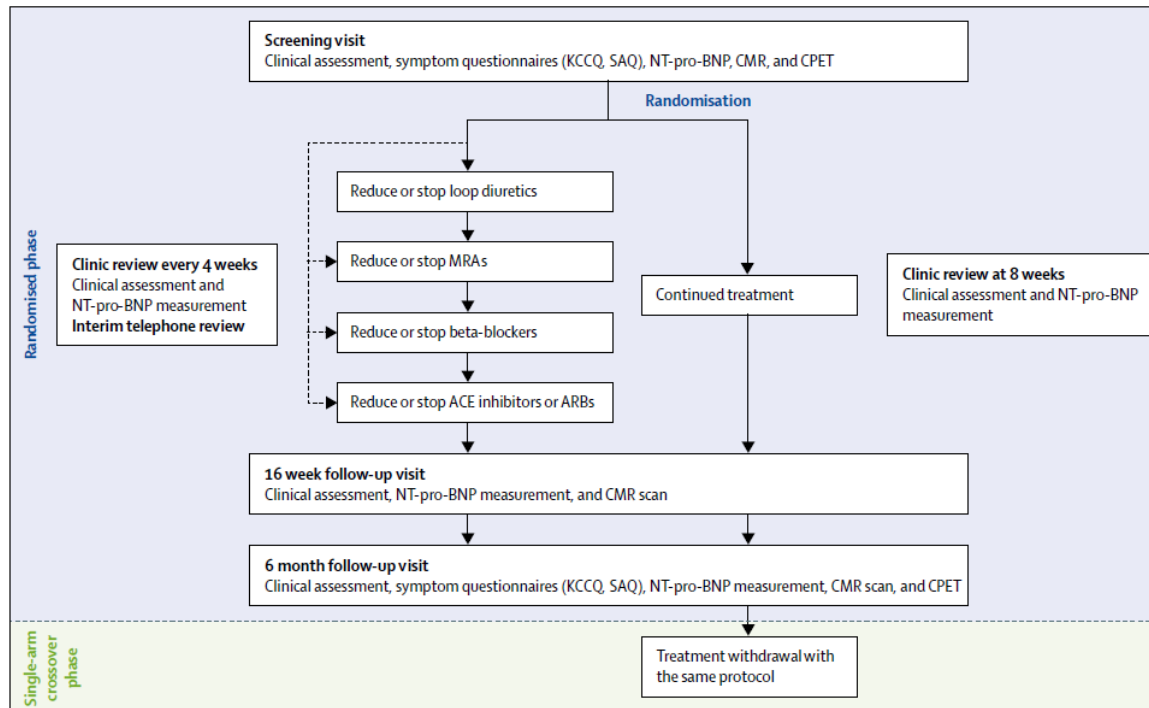 Screening visit
Clinical assessment, symptom questionnaires (KCCQ, SAQ), NT-pro-BNP, CMR, and CPET
Randomisation
Reduce or stop loop diuretics
Randomised phase
Clinic review every 4 weeks
Clinical assessment and
NT-pro-BNP measurement
Interim telephone review
Reduce or stop MRAs
Reduce or stop beta-blockers
Reduce or stop ACE inhibitors or ARBs
Continued treatment
Clinic review at 8 weeks
Clinical assessment and NT-pro-BNP
measurement
16 week follow-up visit
Clinical assessment, NT-pro-BNP measurement, and CMR scan
6 month follow-up visit
Clinical assessment, symptom questionnaires (KCCQ, SAQ), NT-pro-BNP measurement, CMR scan, and CPET
Single-arm
crossover
phase
Treatment withdrawal with
the same protocol